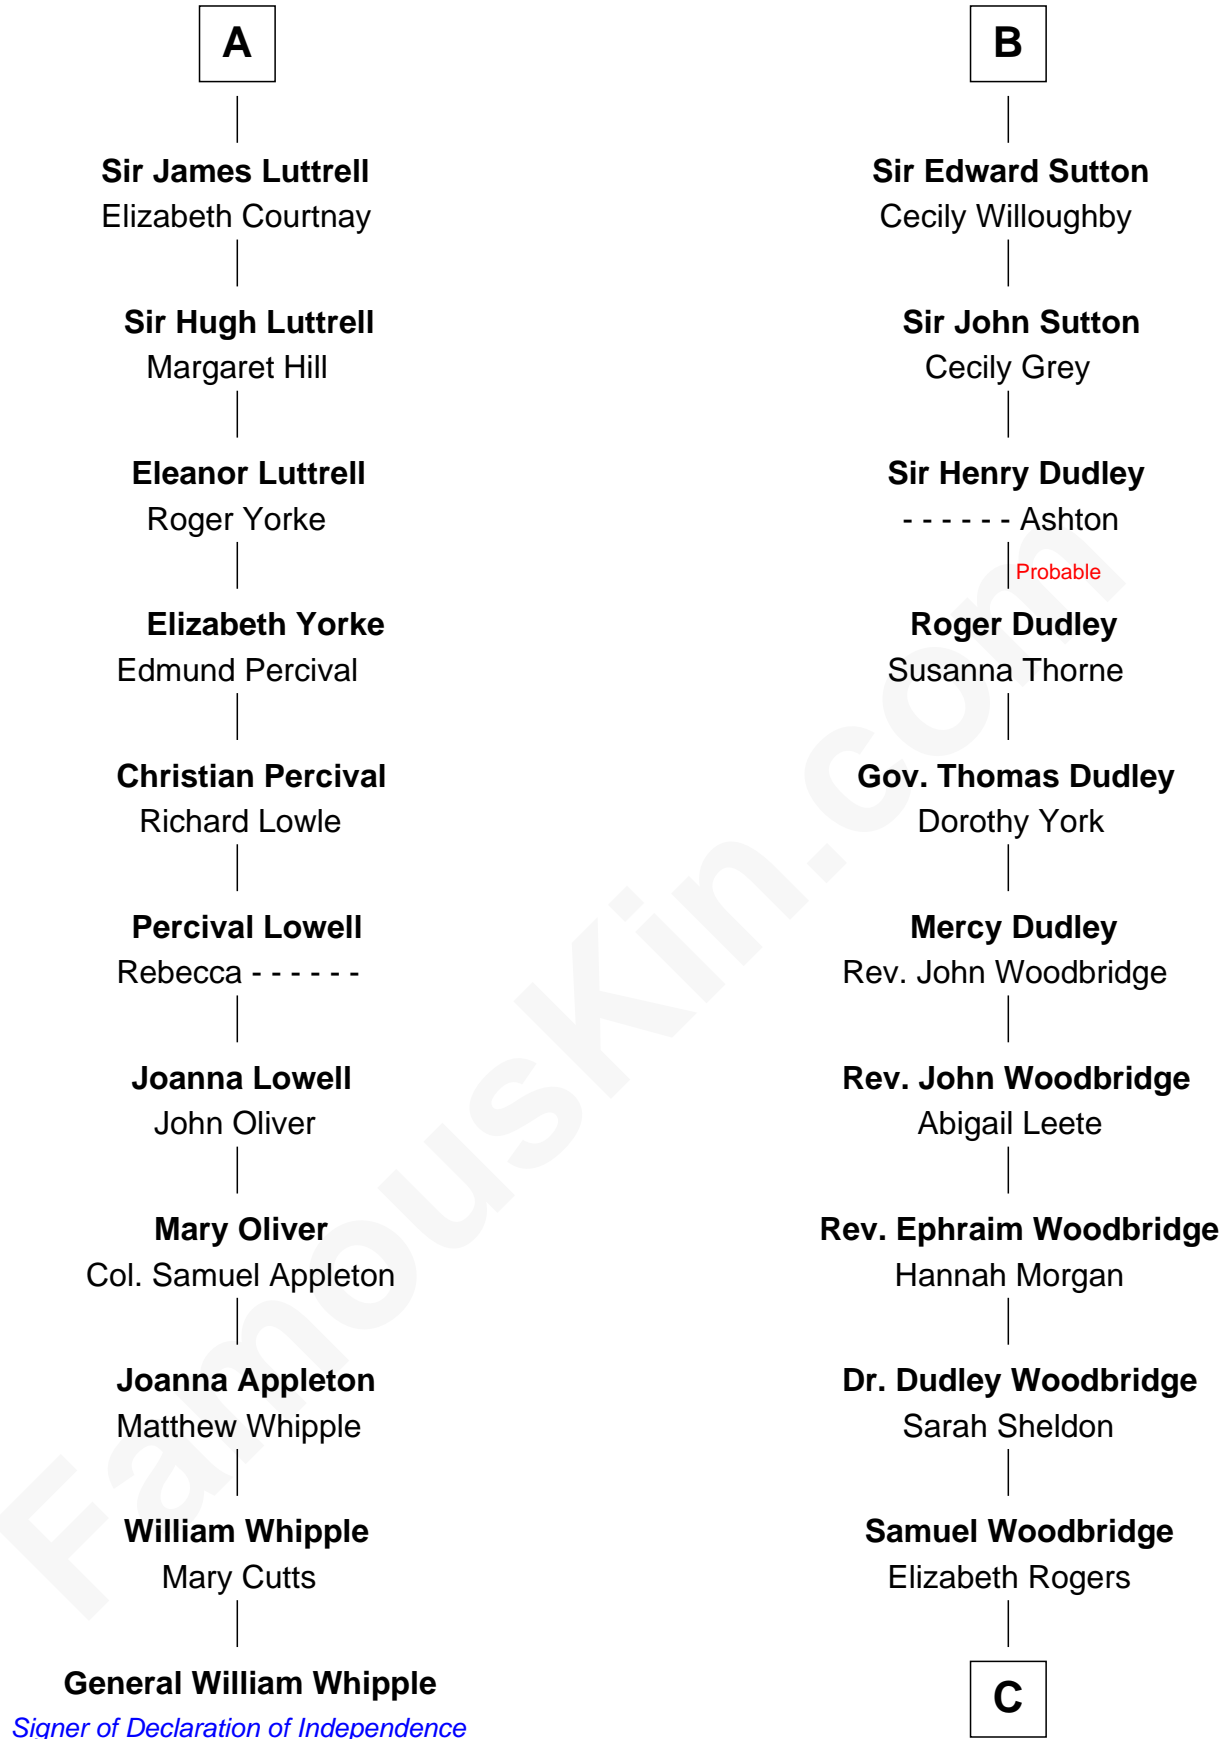 A
Sir James Luttrell
Elizabeth Courtnay
Sir Hugh Luttrell
Margaret Hill
Eleanor Luttrell
Roger Yorke
Elizabeth Yorke
Edmund Percival
Christian Percival
Richard Lowle
Percival Lowell
Rebecca - - - - - -
Joanna Lowell
John Oliver
Mary Oliver
Col. Samuel Appleton
Joanna Appleton
Matthew Whipple
William Whipple
Mary Cutts
General William Whipple
Signer of Declaration of Independence
B
Sir Edward Sutton
Cecily Willoughby
Sir John Sutton
Cecily Grey
Sir Henry Dudley
- - - - - - Ashton
Probable
Roger Dudley
Susanna Thorne
Gov. Thomas Dudley
Dorothy York
Mercy Dudley
Rev. John Woodbridge
Rev. John Woodbridge
Abigail Leete
Rev. Ephraim Woodbridge
Hannah Morgan
Dr. Dudley Woodbridge
Sarah Sheldon
Samuel Woodbridge
Elizabeth Rogers
C
FamousKin.com